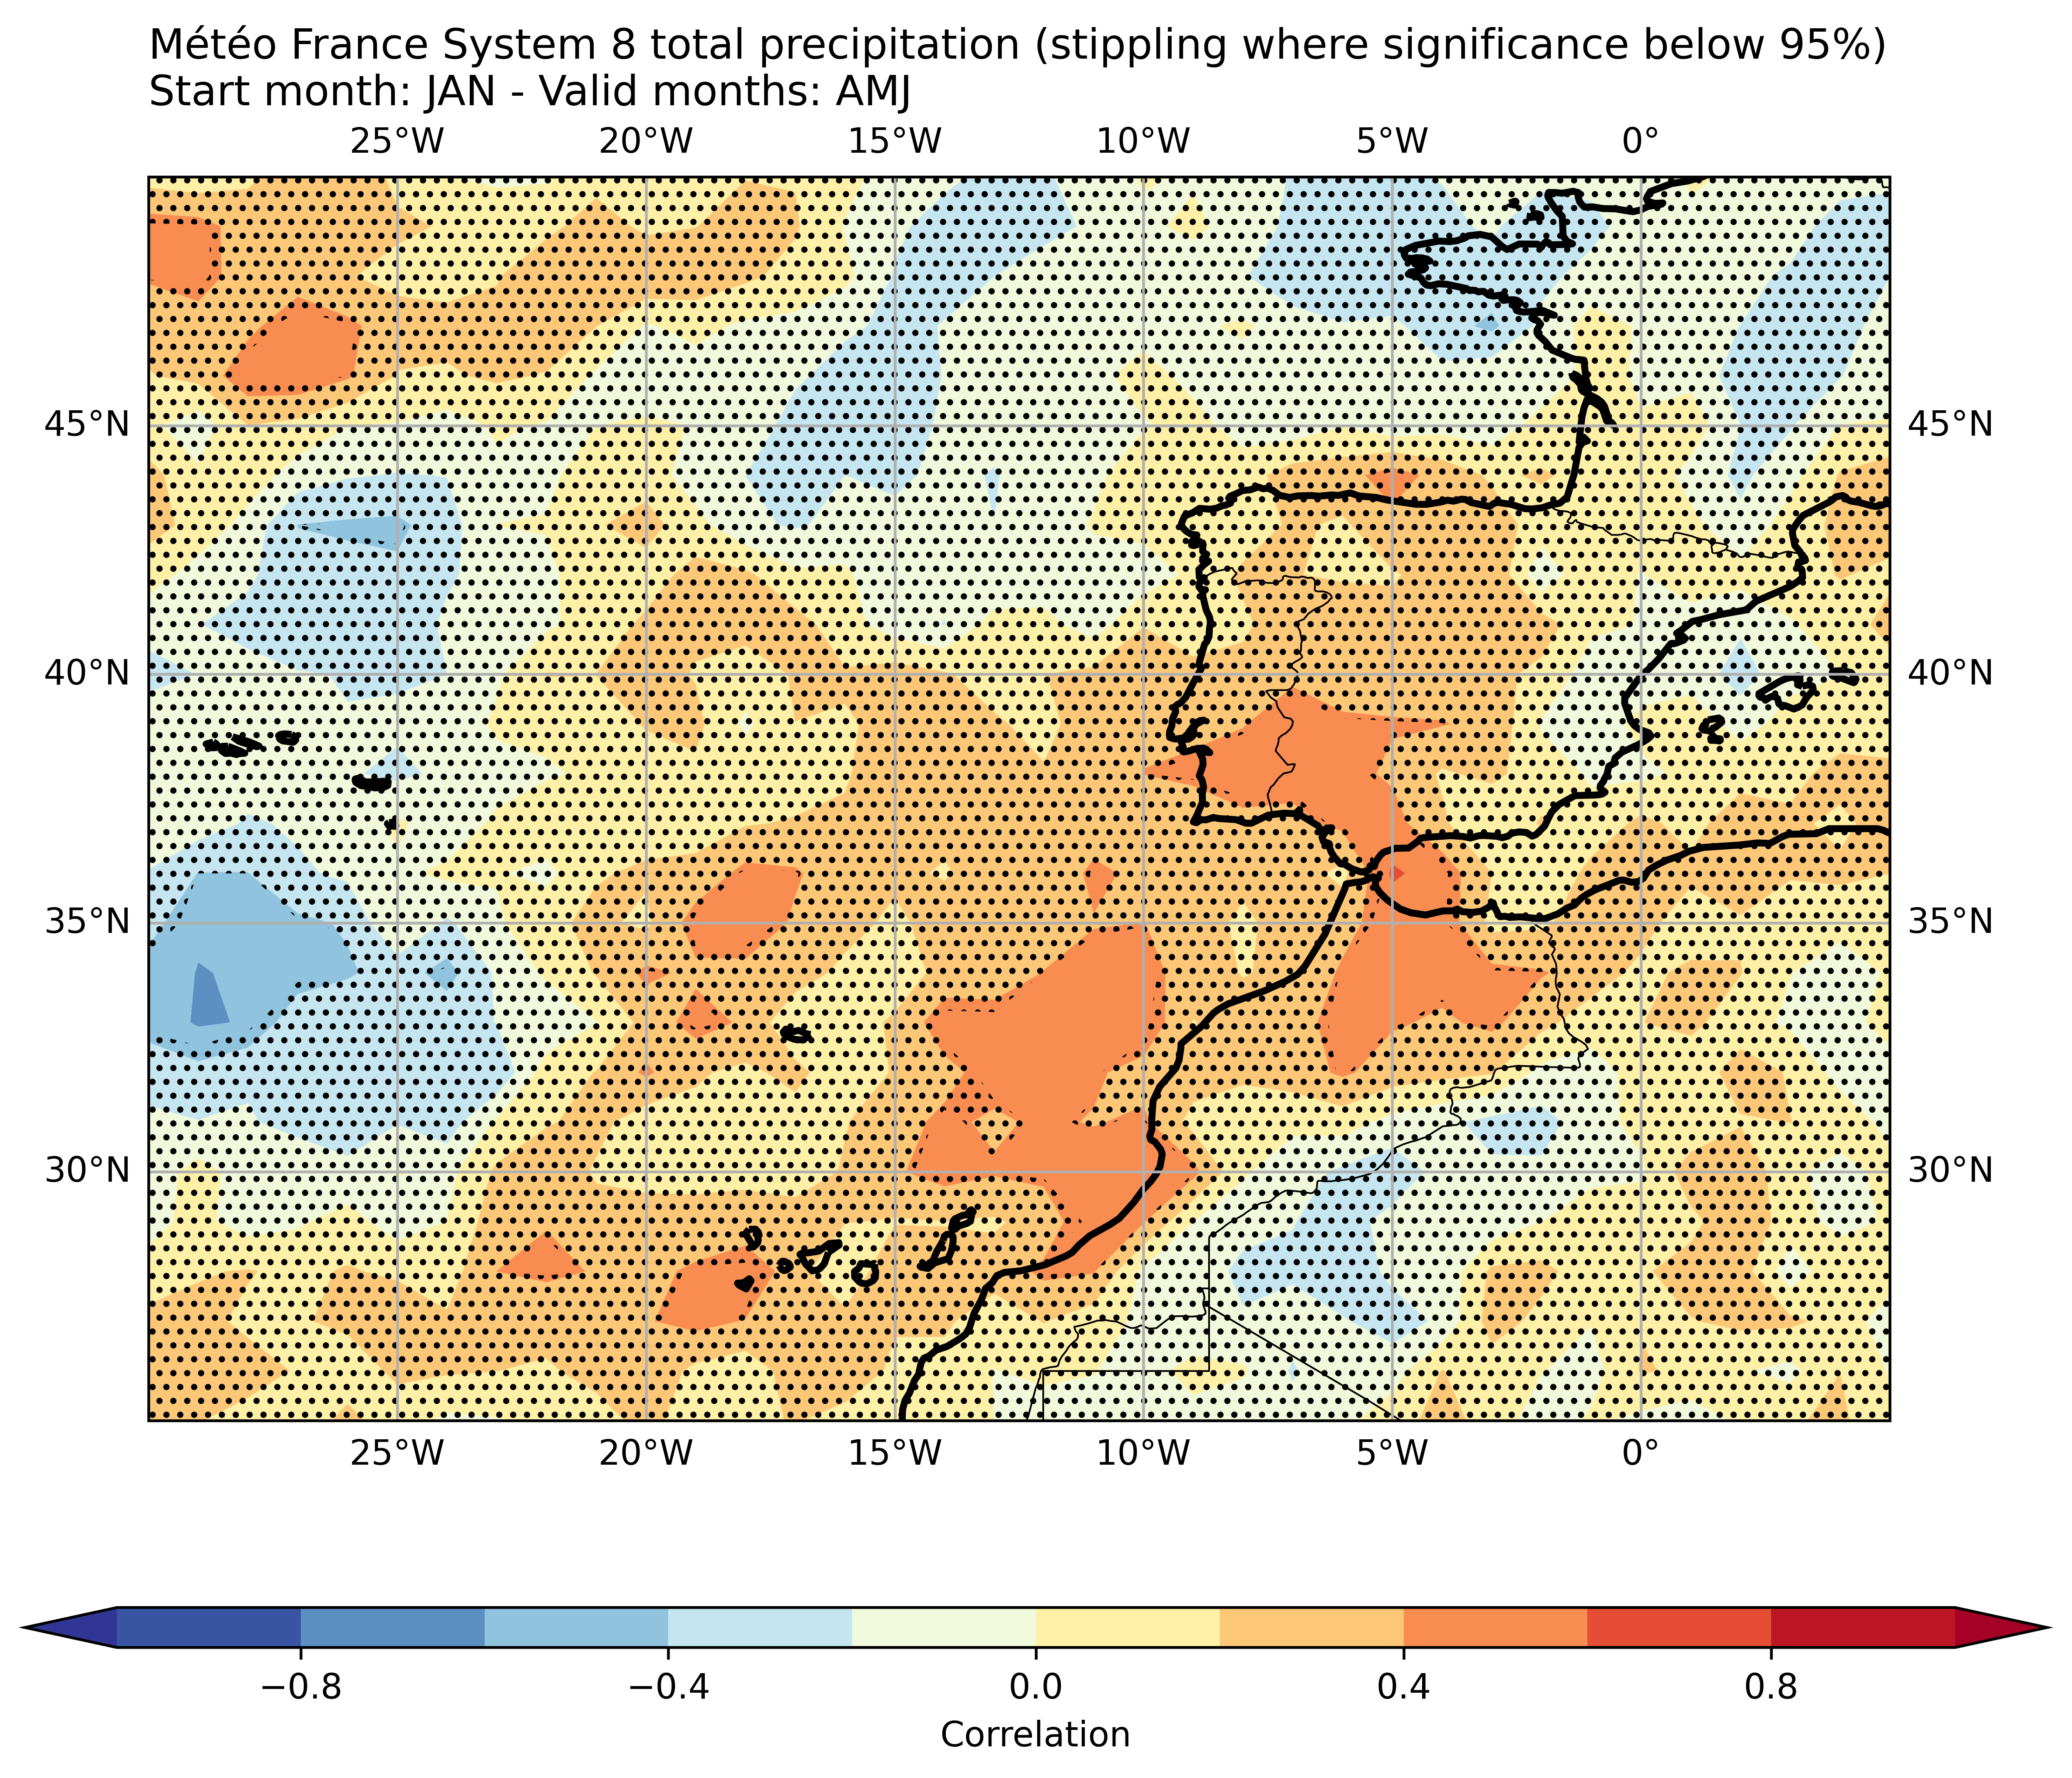 Météo France System 8 total precipitation (stippling where significance below 95%)
Start month: JAN - Valid months: AMJ
25°W 20°W 15°W 10°W 5°W 0°
45°N 45°N
40°N 40°N
35°N 35°N
30°N 30°N
25°W 20°W 15°W 10°W 5°W 0°
−0.8 −0.4 0.0 0.4 0.8
Correlation